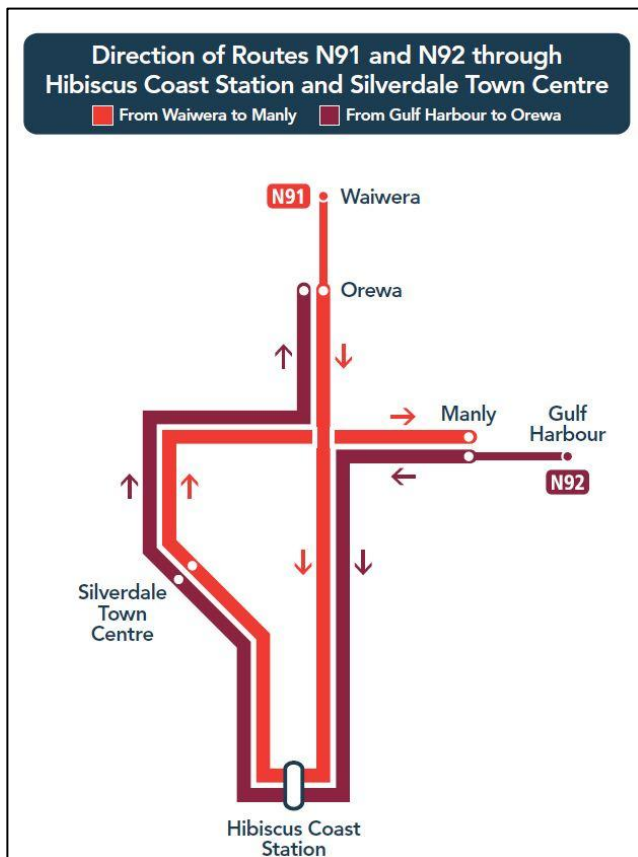 Direction of Routes N91 and N92 through
Hibiscus Coast Station and Silverdale Town Centre
From Waiwera to Manly From Gulf Harbour to Orewa
N91 Waiwera
Orewa
Manly
Gulf
Harbour
N92
Silverdale
Town
Centre
Hibiscus Coast
Station